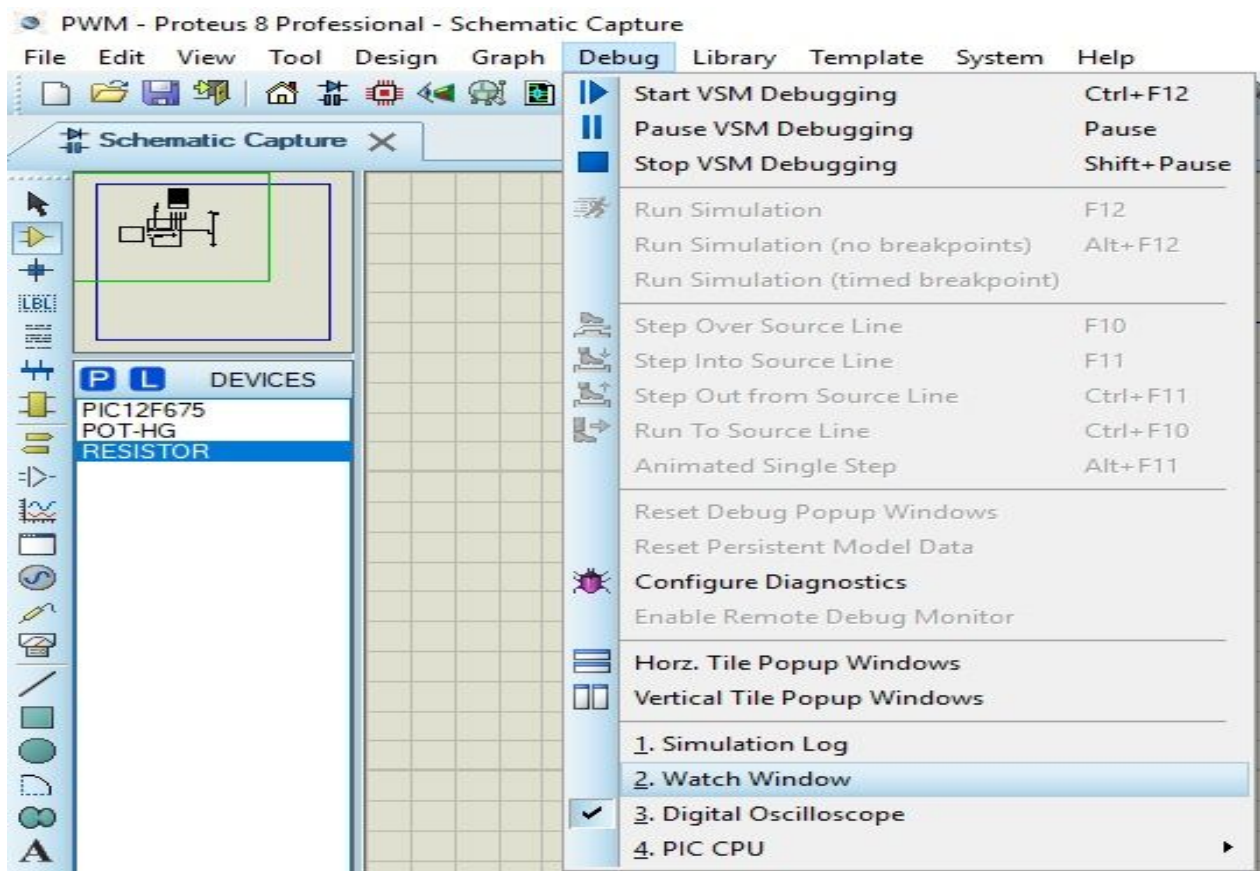 PWM - Proteus 8 Professional - Schematic Capture
File Edit View Tool Design Graph Debug Library Template System Help
Schematic Capture
Start VSM Debugging Ctrl+F12
Pause VSM Debugging Pause
Stop VSM Debugging Shift+Pause
Run Simulation F12
Run Simulation (no breakpoints) Alt+F12
Run Simulation (timed breakpoint)
Step Over Source Line F10
Step Into Source Line F11
Step Out from Source Line Ctrl+F11
Run To Source Line Ctrl+F10
Animated Single Step Alt+F11
Reset Debug Popup Windows
Reset Persistent Model Data
Configure Diagnostics
Enable Remote Debug Monitor
Horz. Tile Popup Windows
Vertical Tile Popup Windows
1. Simulation Log
2. Watch Window
3. Digital Oscilloscope
4. PIC CPU
LBL
P L DEVICES
PIC12F675
POT-HG
RESISTOR
A